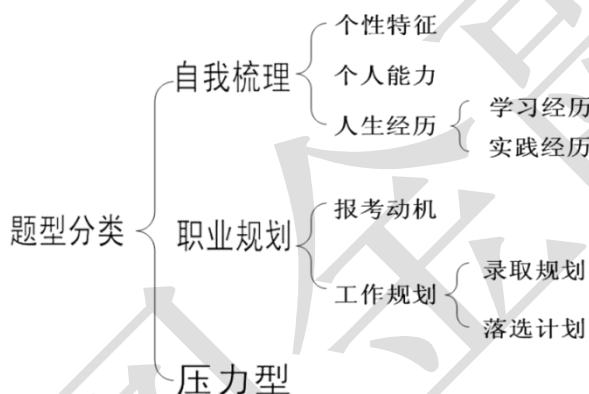 题型分类
自我梳理
个性特征
个人能力
人生经历
学习经历
实践经历
职业规划
报考动机
工作规划
录取规划
落选计划
压力型